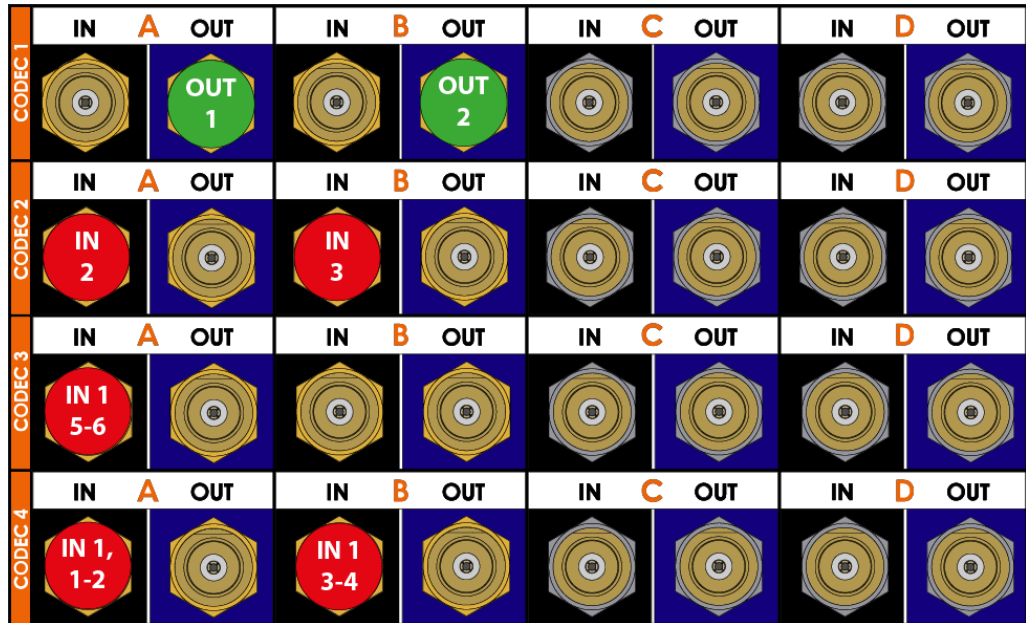 CODEC 1
IN A OUT IN B OUT IN C OUT IN D OUT
OUT
1
OUT
2
CODEC 2
IN A OUT IN B OUT IN C OUT IN D OUT
IN
2
IN
3
CODEC 3
IN A OUT IN B OUT IN C OUT IN D OUT
IN 1
5-6
CODEC 4
IN A OUT IN B OUT IN C OUT IN D OUT
IN 1,
1-2
IN 1
3-4